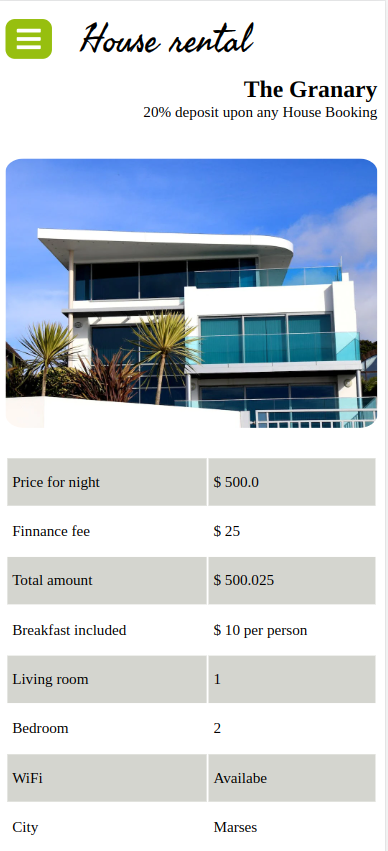 House rental
The Granary
20% deposit upon any House Booking
Price for night $ 500.0
Finnance fee $ 25
Total amount $ 500.025
Breakfast included $ 10 per person
Living room 1
Bedroom 2
WiFi Availabe
City Marses